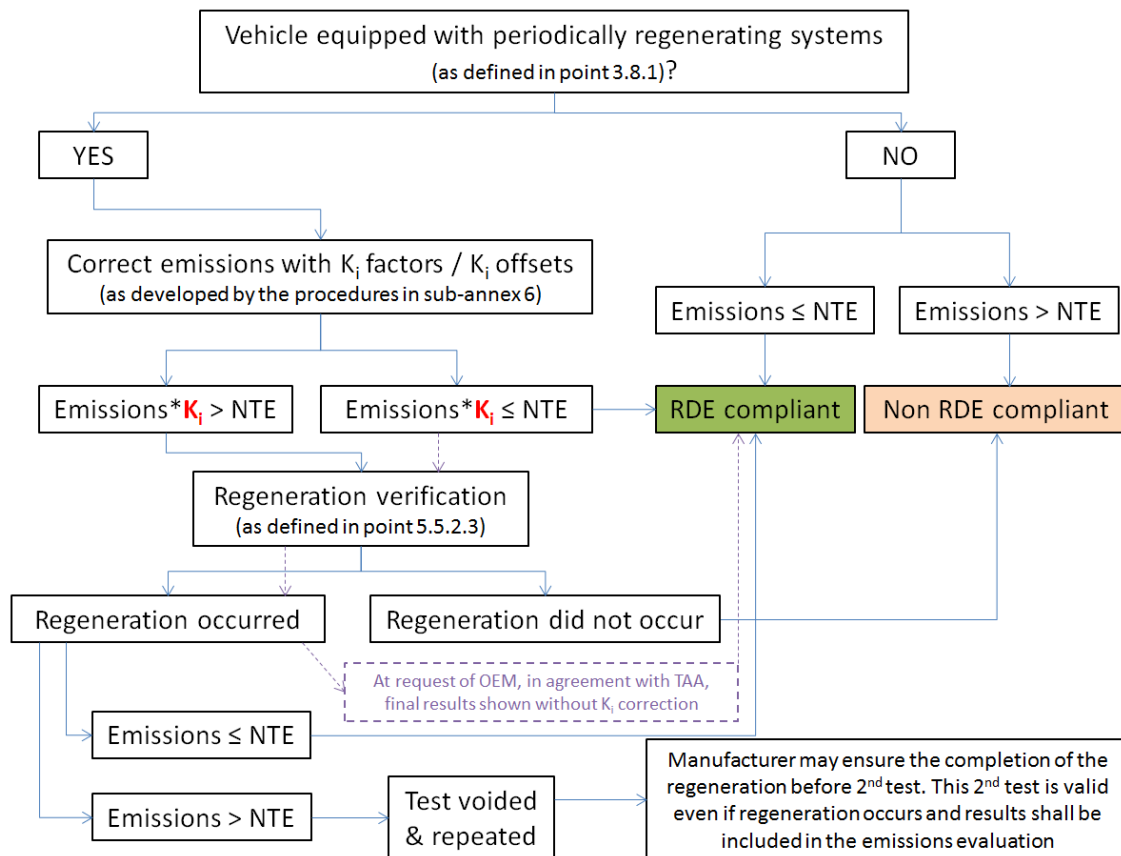 Vehicle equipped with periodically regenerating systems
(as defined in point 3.8.1)?
YES
NO
Correct emissions with Ki factors / Ki offsets
(as developed by the procedures in sub-annex 6)
Emissions ≤ NTE
Emissions > NTE
Emissions*Ki > NTE
Emissions*Ki ≤ NTE
RDE compliant
Non RDE compliant
Regeneration verification
(as defined in point 5.5.2.3)
Regeneration occurred
Regeneration did not occur
At request of OEM, in agreement with TAA,
final results shown without Ki correction
Emissions ≤ NTE
Emissions > NTE
Test voided
& repeated
Manufacturer may ensure the completion of the
regeneration before 2nd test. This 2nd test is valid
even if regeneration occurs and results shall be
included in the emissions evaluation